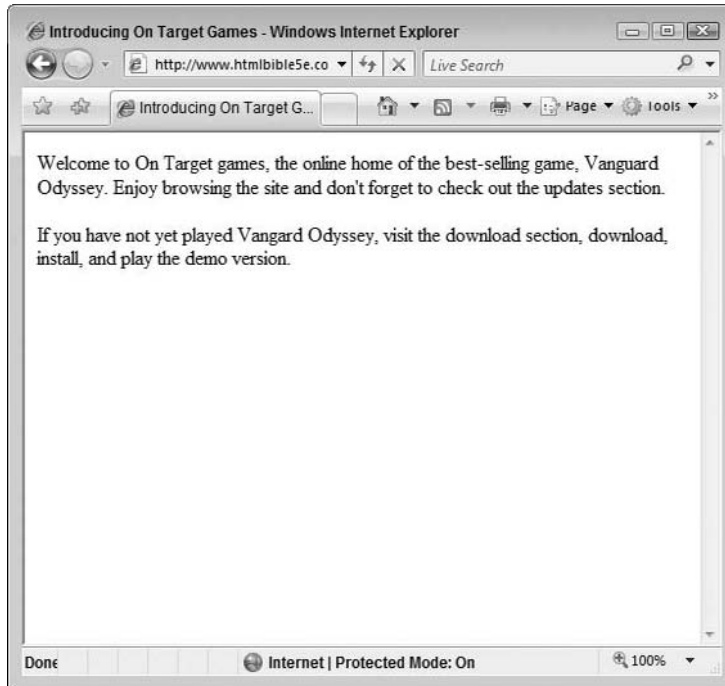 Introducing On Target Games - Windows Internet Explorer
http://www.htmlbible5e.co
Live Search
Introducing On Target G...
Page
Tools
Welcome to On Target games, the online home of the best-selling game, Vanguard
Odyssey. Enjoy browsing the site and don't forget to check out the updates section.
If you have not yet played Vangard Odyssey, visit the download section, download,
install, and play the demo version.
Done
Internet | Protected Mode: On
100%